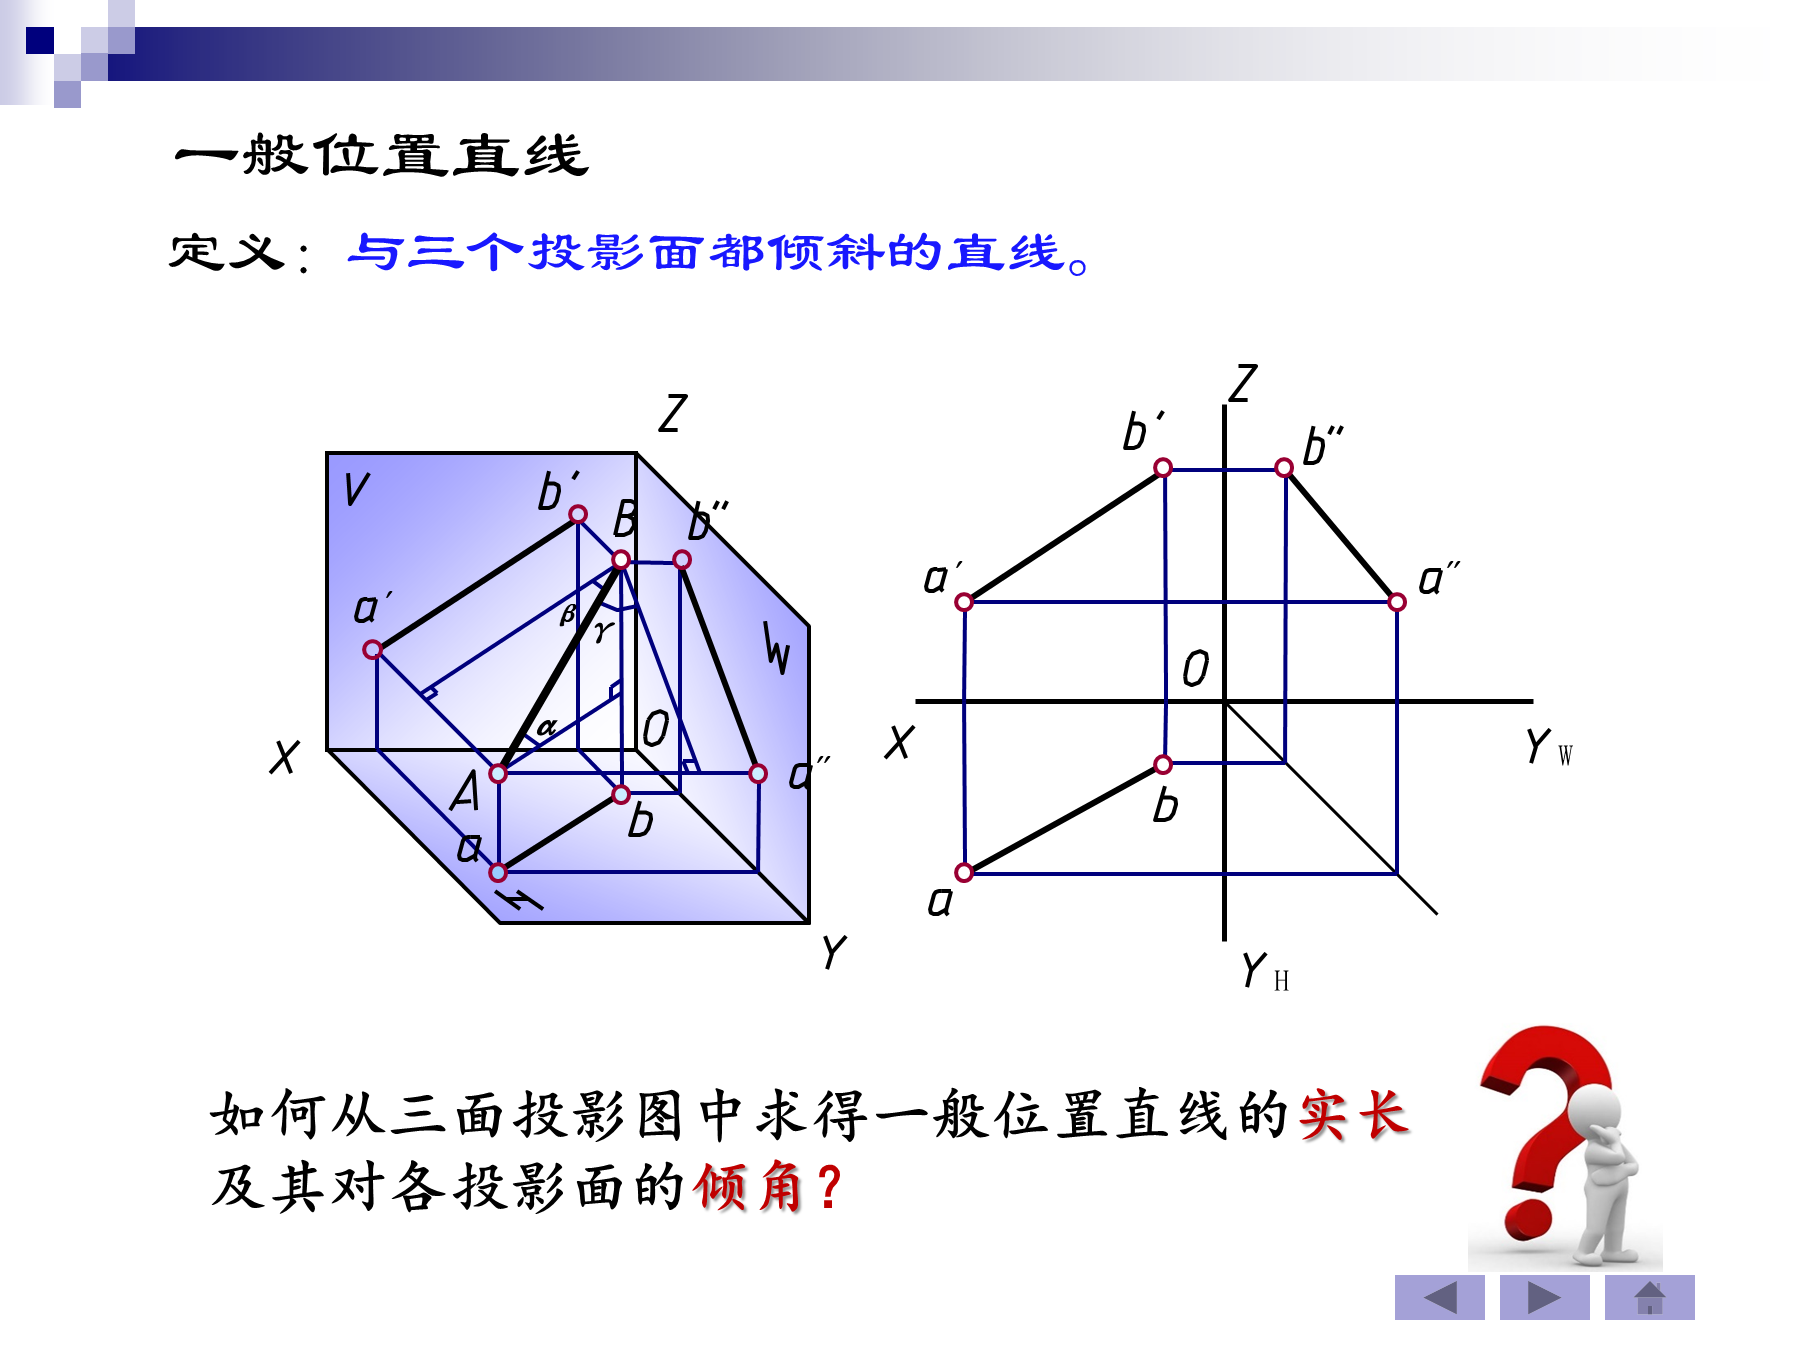 一般位置直线
定义：与三个投影面都倾斜的直线。
Z
Z
b′
b″
V
b′
B
b″
a′
a″
a′
β
γ
W
O
α
O
X
A
a″
X
Y W
b
b
a
a
H
Y
Y H
如何从三面投影图中求得一般位置直线的实长
及其对各投影面的倾角？